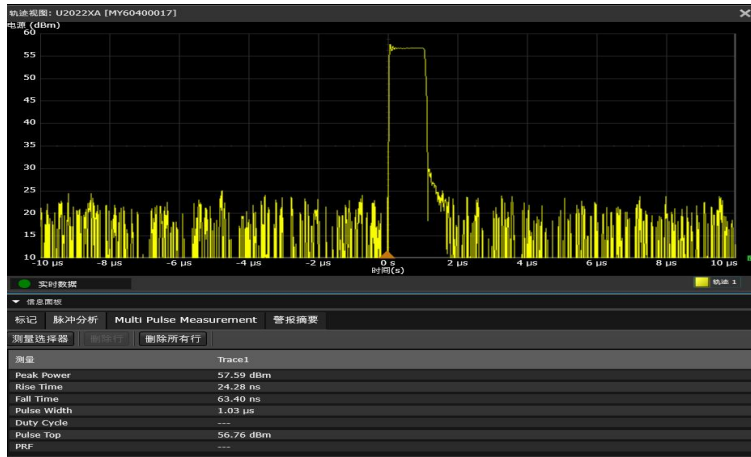 轨迹视图: U2022XA [MY60400017]
电源 (dBm)
60
55
50
45
40
35
30
25
20
15
10
-10 μs -8 μs -6 μs -4 μs -2 μs 0 s 2 μs 4 μs 6 μs 8 μs 10 μs
时间(s)
实时数据 轨迹 1
信息面板
标记 脉冲分析 Multi Pulse Measurement 警报摘要
测量选择器 删除行 删除所有行
测量 Trace1
Peak Power 57.59 dBm
Rise Time 24.28 ns
Fall Time 63.40 ns
Pulse Width 1.03 μs
Duty Cycle ---
Pulse Top 56.76 dBm
PRF ---